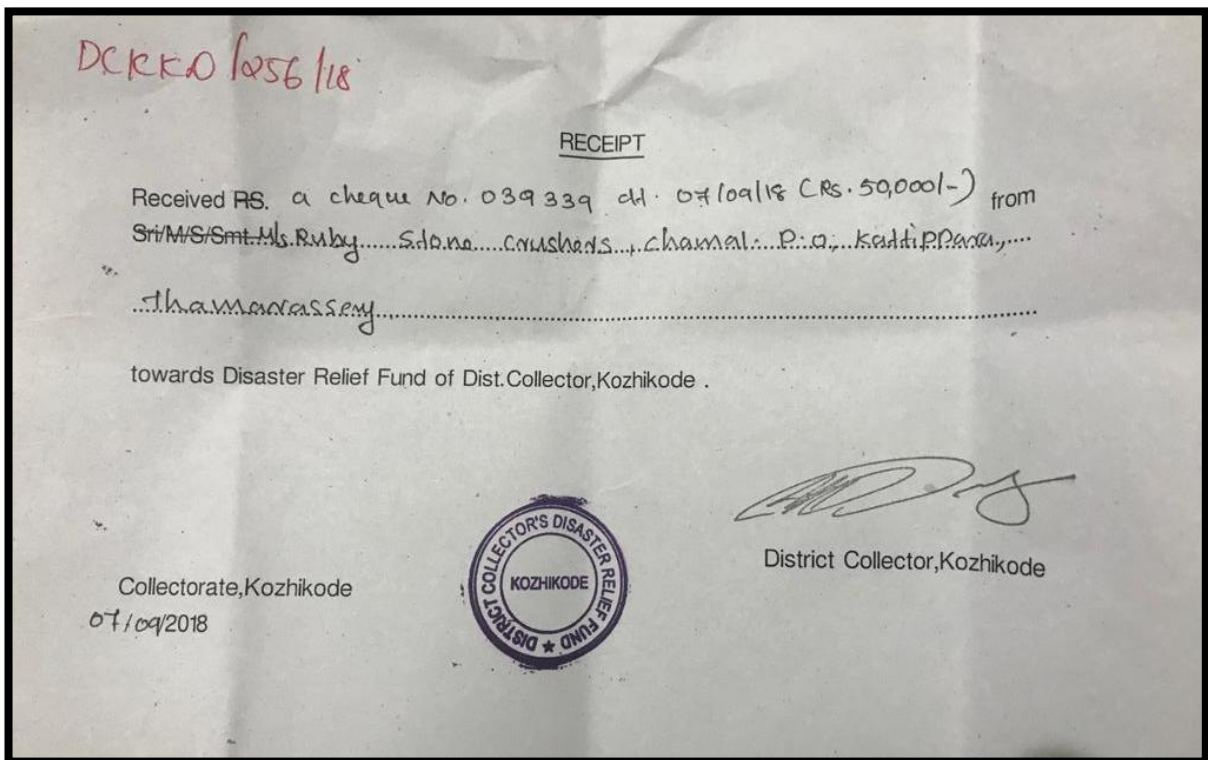 DCKKD/256/18
RECEIPT
Received RS. a cheque No. 039339 dt. 07/09/18 (Rs. 50,000/-) from
Sri/M/S/Smt. M/s. Ruby..... Stone.... crushers.., chamal.. P.O, Kattippara,....
..Thamarassery..........
towards Disaster Relief Fund of Dist.Collector,Kozhikode .
DISTRICT COLLECTOR'S DISASTER RELIEF FUND ★
KOZHIKODE
District Collector,Kozhikode
Collectorate,Kozhikode
07/09/2018